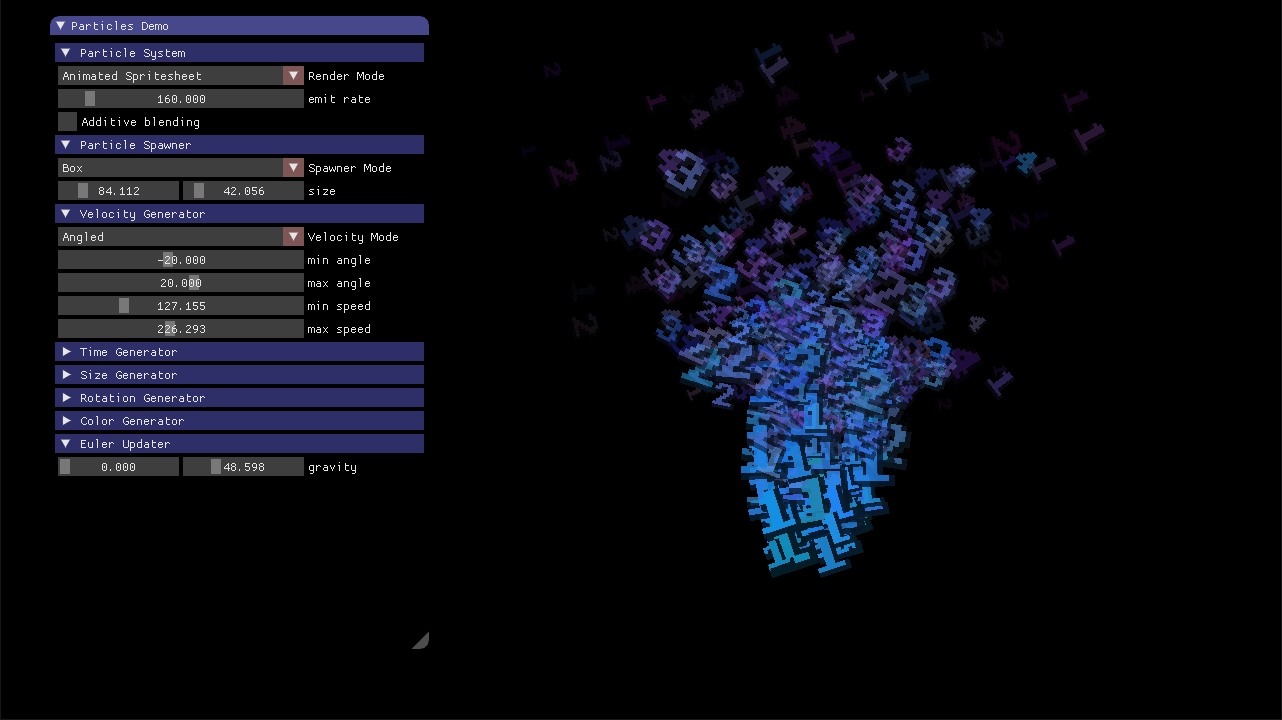 Particles Demo
Particle System
Animated Spritesheet Render Mode
160.000 emit rate
Additive blending
Particle Spawner
Box Spawner Mode
84.112 42.056 size
Velocity Generator
Angled Velocity Mode
-20.000 min angle
20.000 max angle
127.155 min speed
226.293 max speed
Time Generator
Size Generator
Rotation Generator
Color Generator
Euler Updater
0.000 48.598 gravity